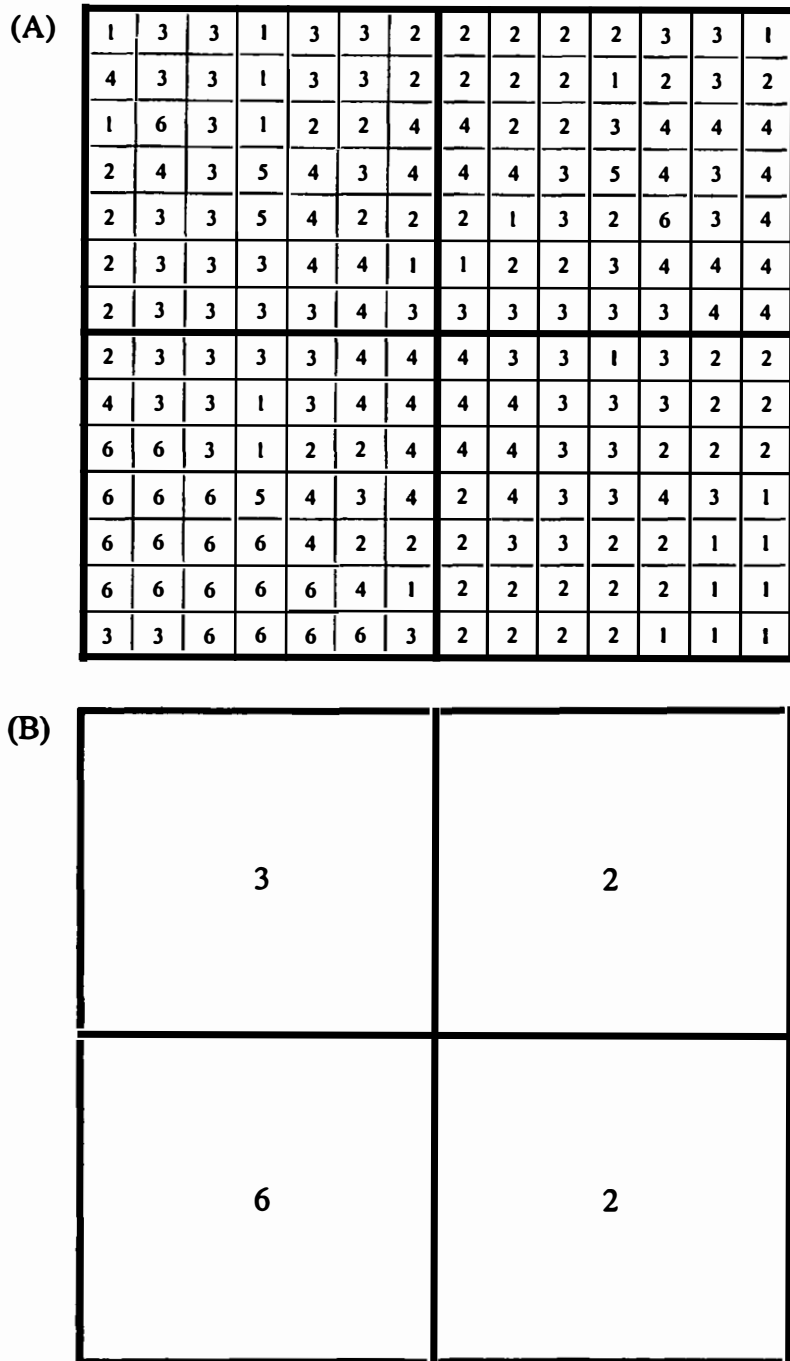 (A)
1 3 3 1 3 3 2 2 2 2 2 3 3 1
4 3 3 1 3 3 2 2 2 2 1 2 3 2
1 6 3 1 2 2 4 4 2 2 3 4 4 4
2 4 3 5 4 3 4 4 4 3 5 4 3 4
2 3 3 5 4 2 2 2 1 3 2 6 3 4
2 3 3 3 4 4 1 1 2 2 3 4 4 4
2 3 3 3 3 4 3 3 3 3 3 3 4 4
2 3 3 3 3 4 4 4 3 3 1 3 2 2
4 3 3 1 3 4 4 4 4 3 3 3 2 2
6 6 3 1 2 2 4 4 4 3 3 2 2 2
6 6 6 5 4 3 4 2 4 3 3 4 3 1
6 6 6 6 4 2 2 2 3 3 2 2 1 1
6 6 6 6 6 4 1 2 2 2 2 2 1 1
3 3 6 6 6 6 3 2 2 2 2 1 1 1
(B)
3 2
6 2